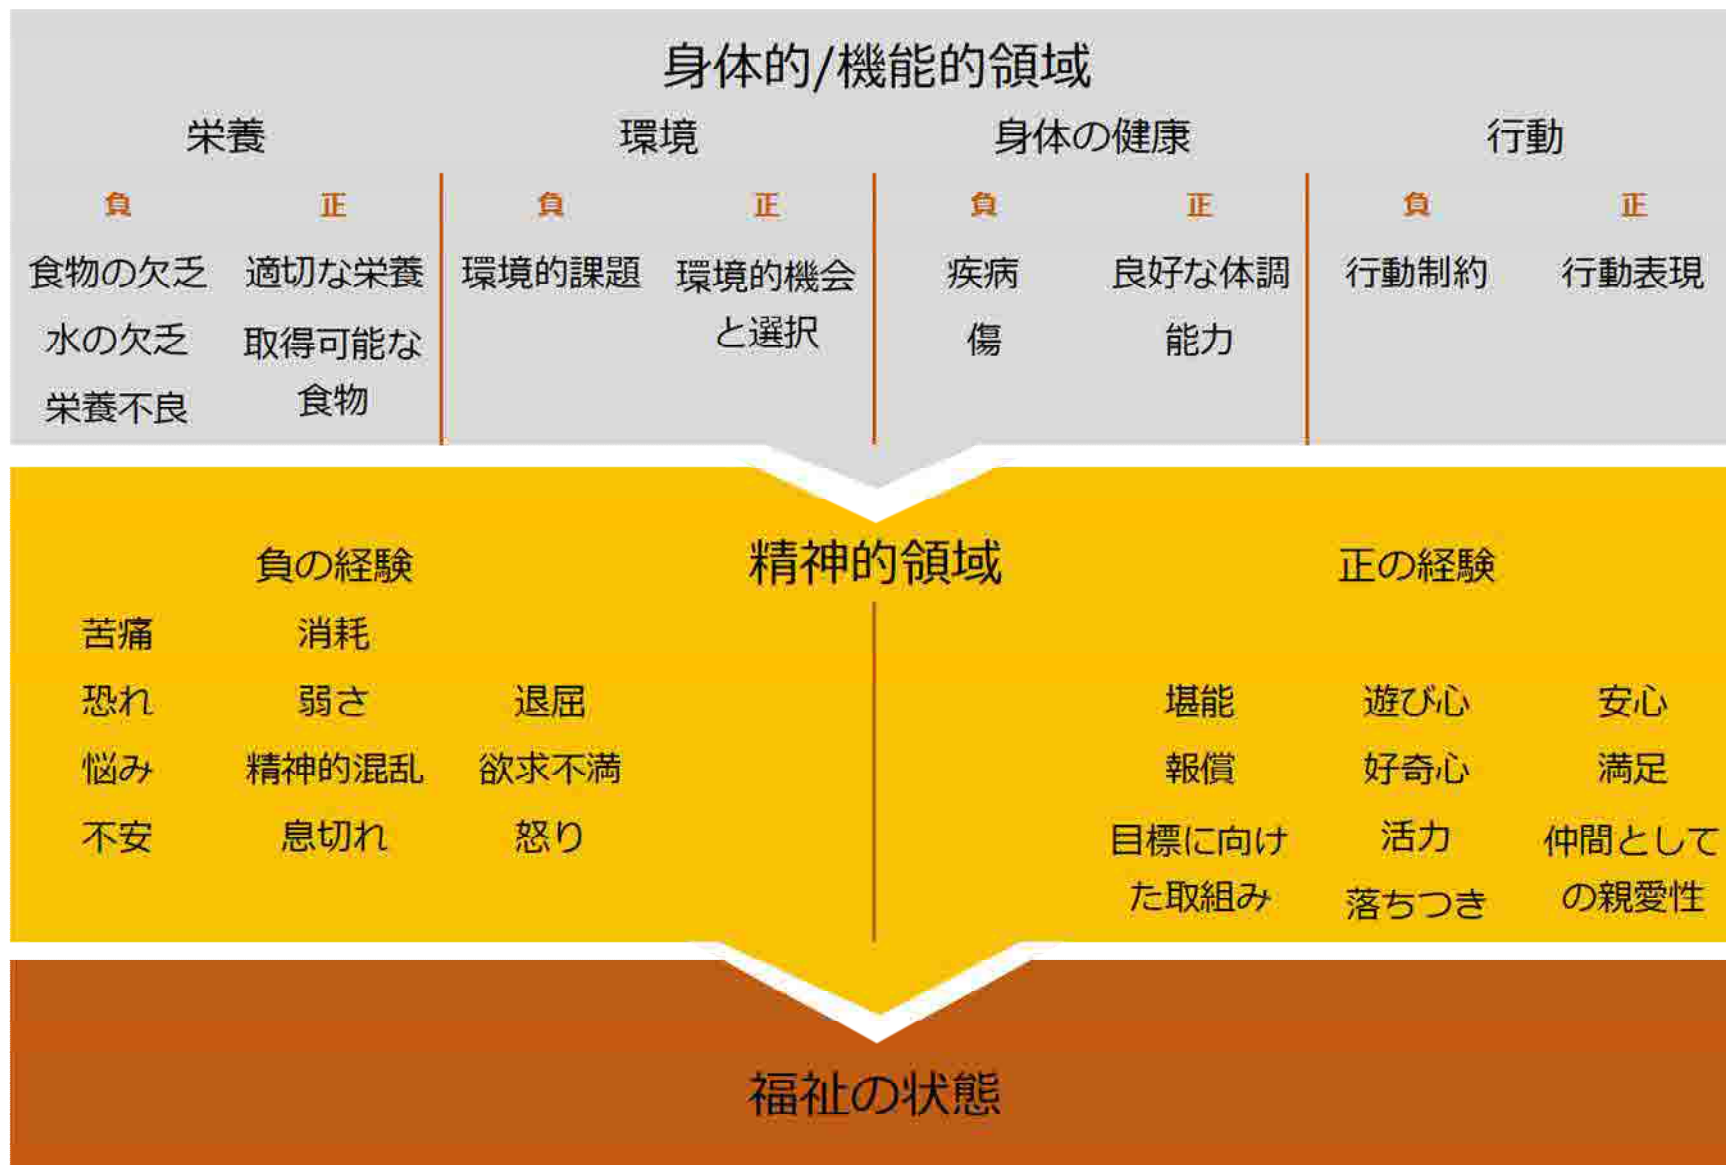 身体的/機能的領域
栄養 環境 身体の健康 行動
負 正 負 正 負 正 負 正
食物の欠乏 適切な栄養 環境的課題 環境的機会 疾病 良好な体調 行動制約 行動表現
水の欠乏 取得可能な と選択 傷 能力
栄養不良 食物
負の経験 精神的領域 正の経験
苦痛 消耗
恐れ 弱さ 退屈 堪能 遊び心 安心
悩み 精神的混乱 欲求不満 報償 好奇心 満足
不安 息切れ 怒り 目標に向け 活力 仲間として
た取組み 落ちつき の親愛性
福祉の状態